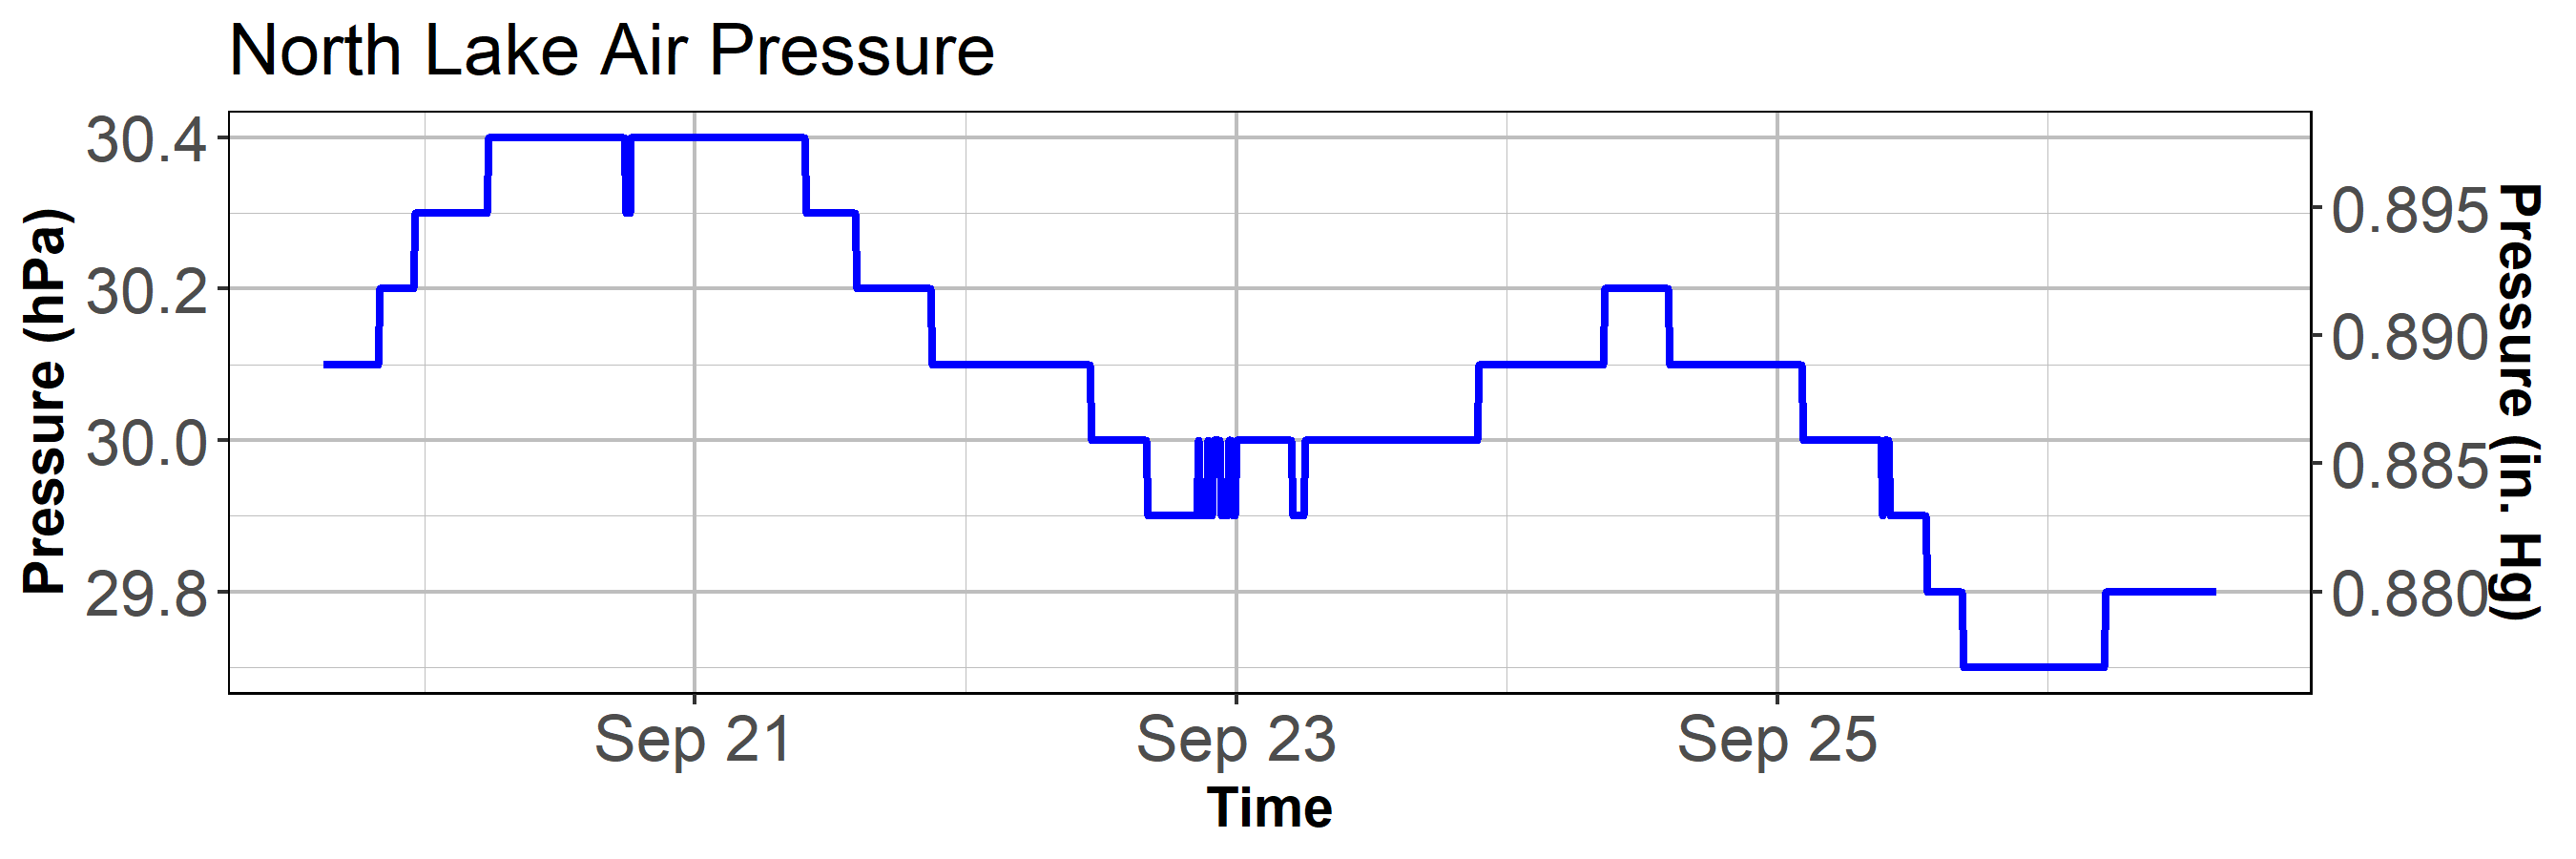 North Lake Air Pressure
Pressure (hPa)
30.4
30.2
30.0
29.8
0.895
0.890
0.885
0.880
Pressure (in. Hg)
Sep 21
Sep 23
Sep 25
Time